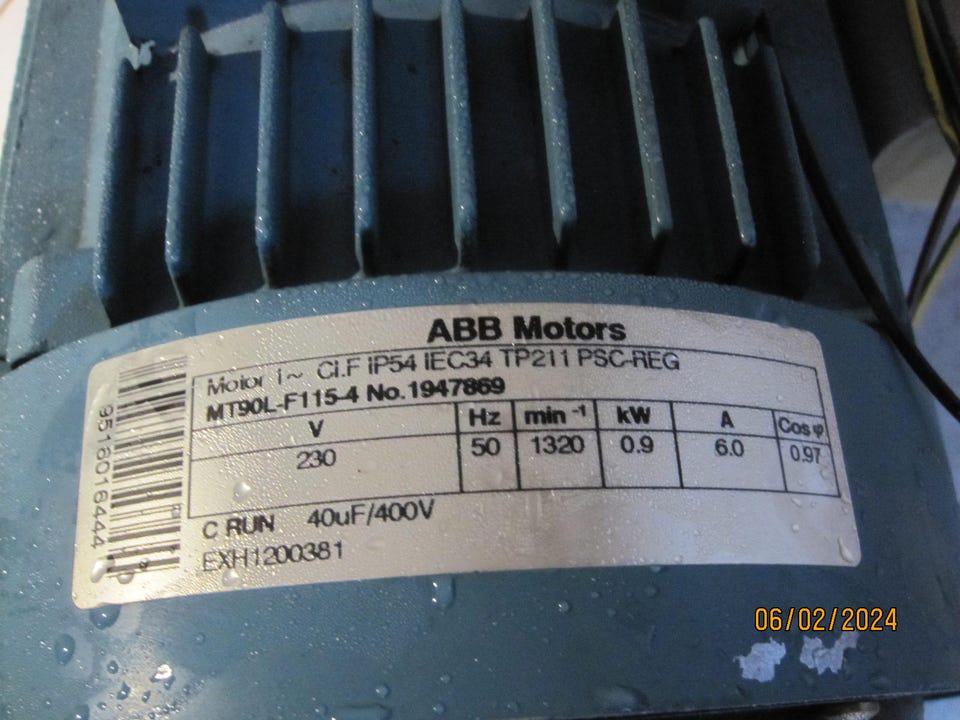 ABB Motors
Motor 1~ Cl.F IP54 IEC34 TP211 PSC-REG
MT90L-F115-4 No.1947869
V Hz min⁻¹ kW A Cos φ
230 50 1320 0.9 6.0 0.97
C RUN 40uF/400V
EXH1200381
9516016444
06/02/2024